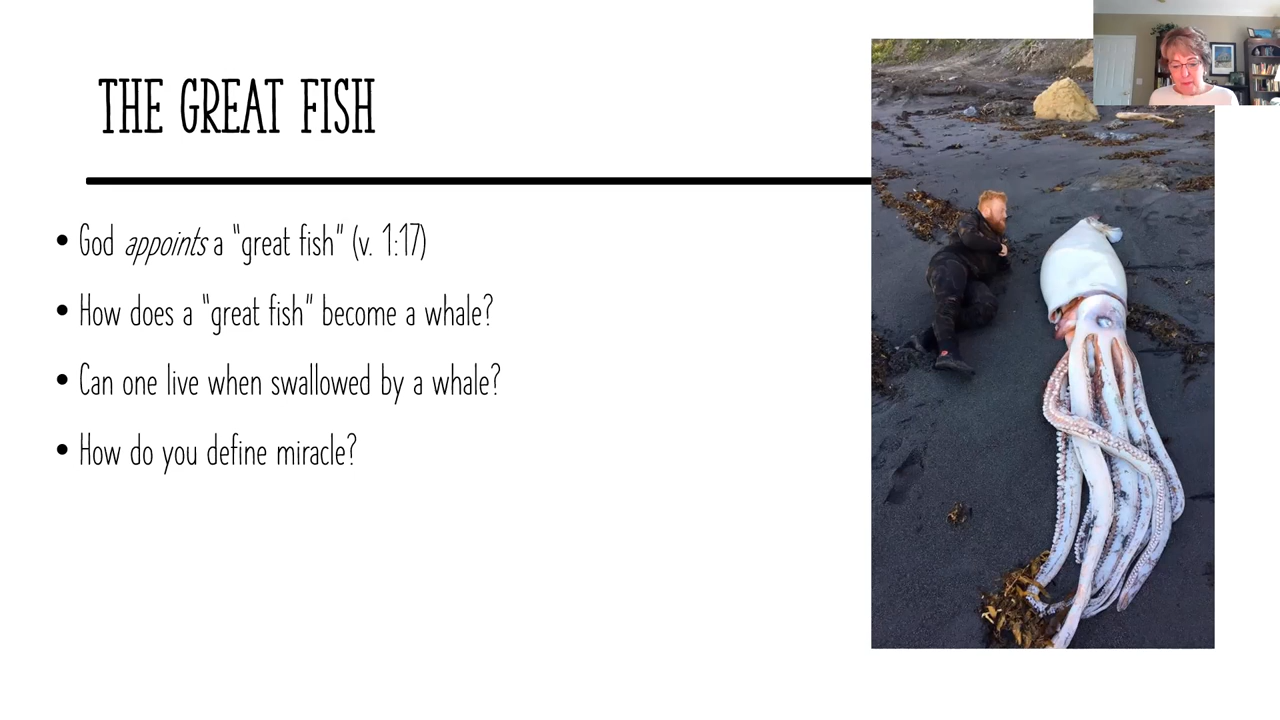 THE GREAT FISH
• God appoints a "great fish" (v. 1:17)
• How does a "great fish" become a whale?
• Can one live when swallowed by a whale?
• How do you define miracle?